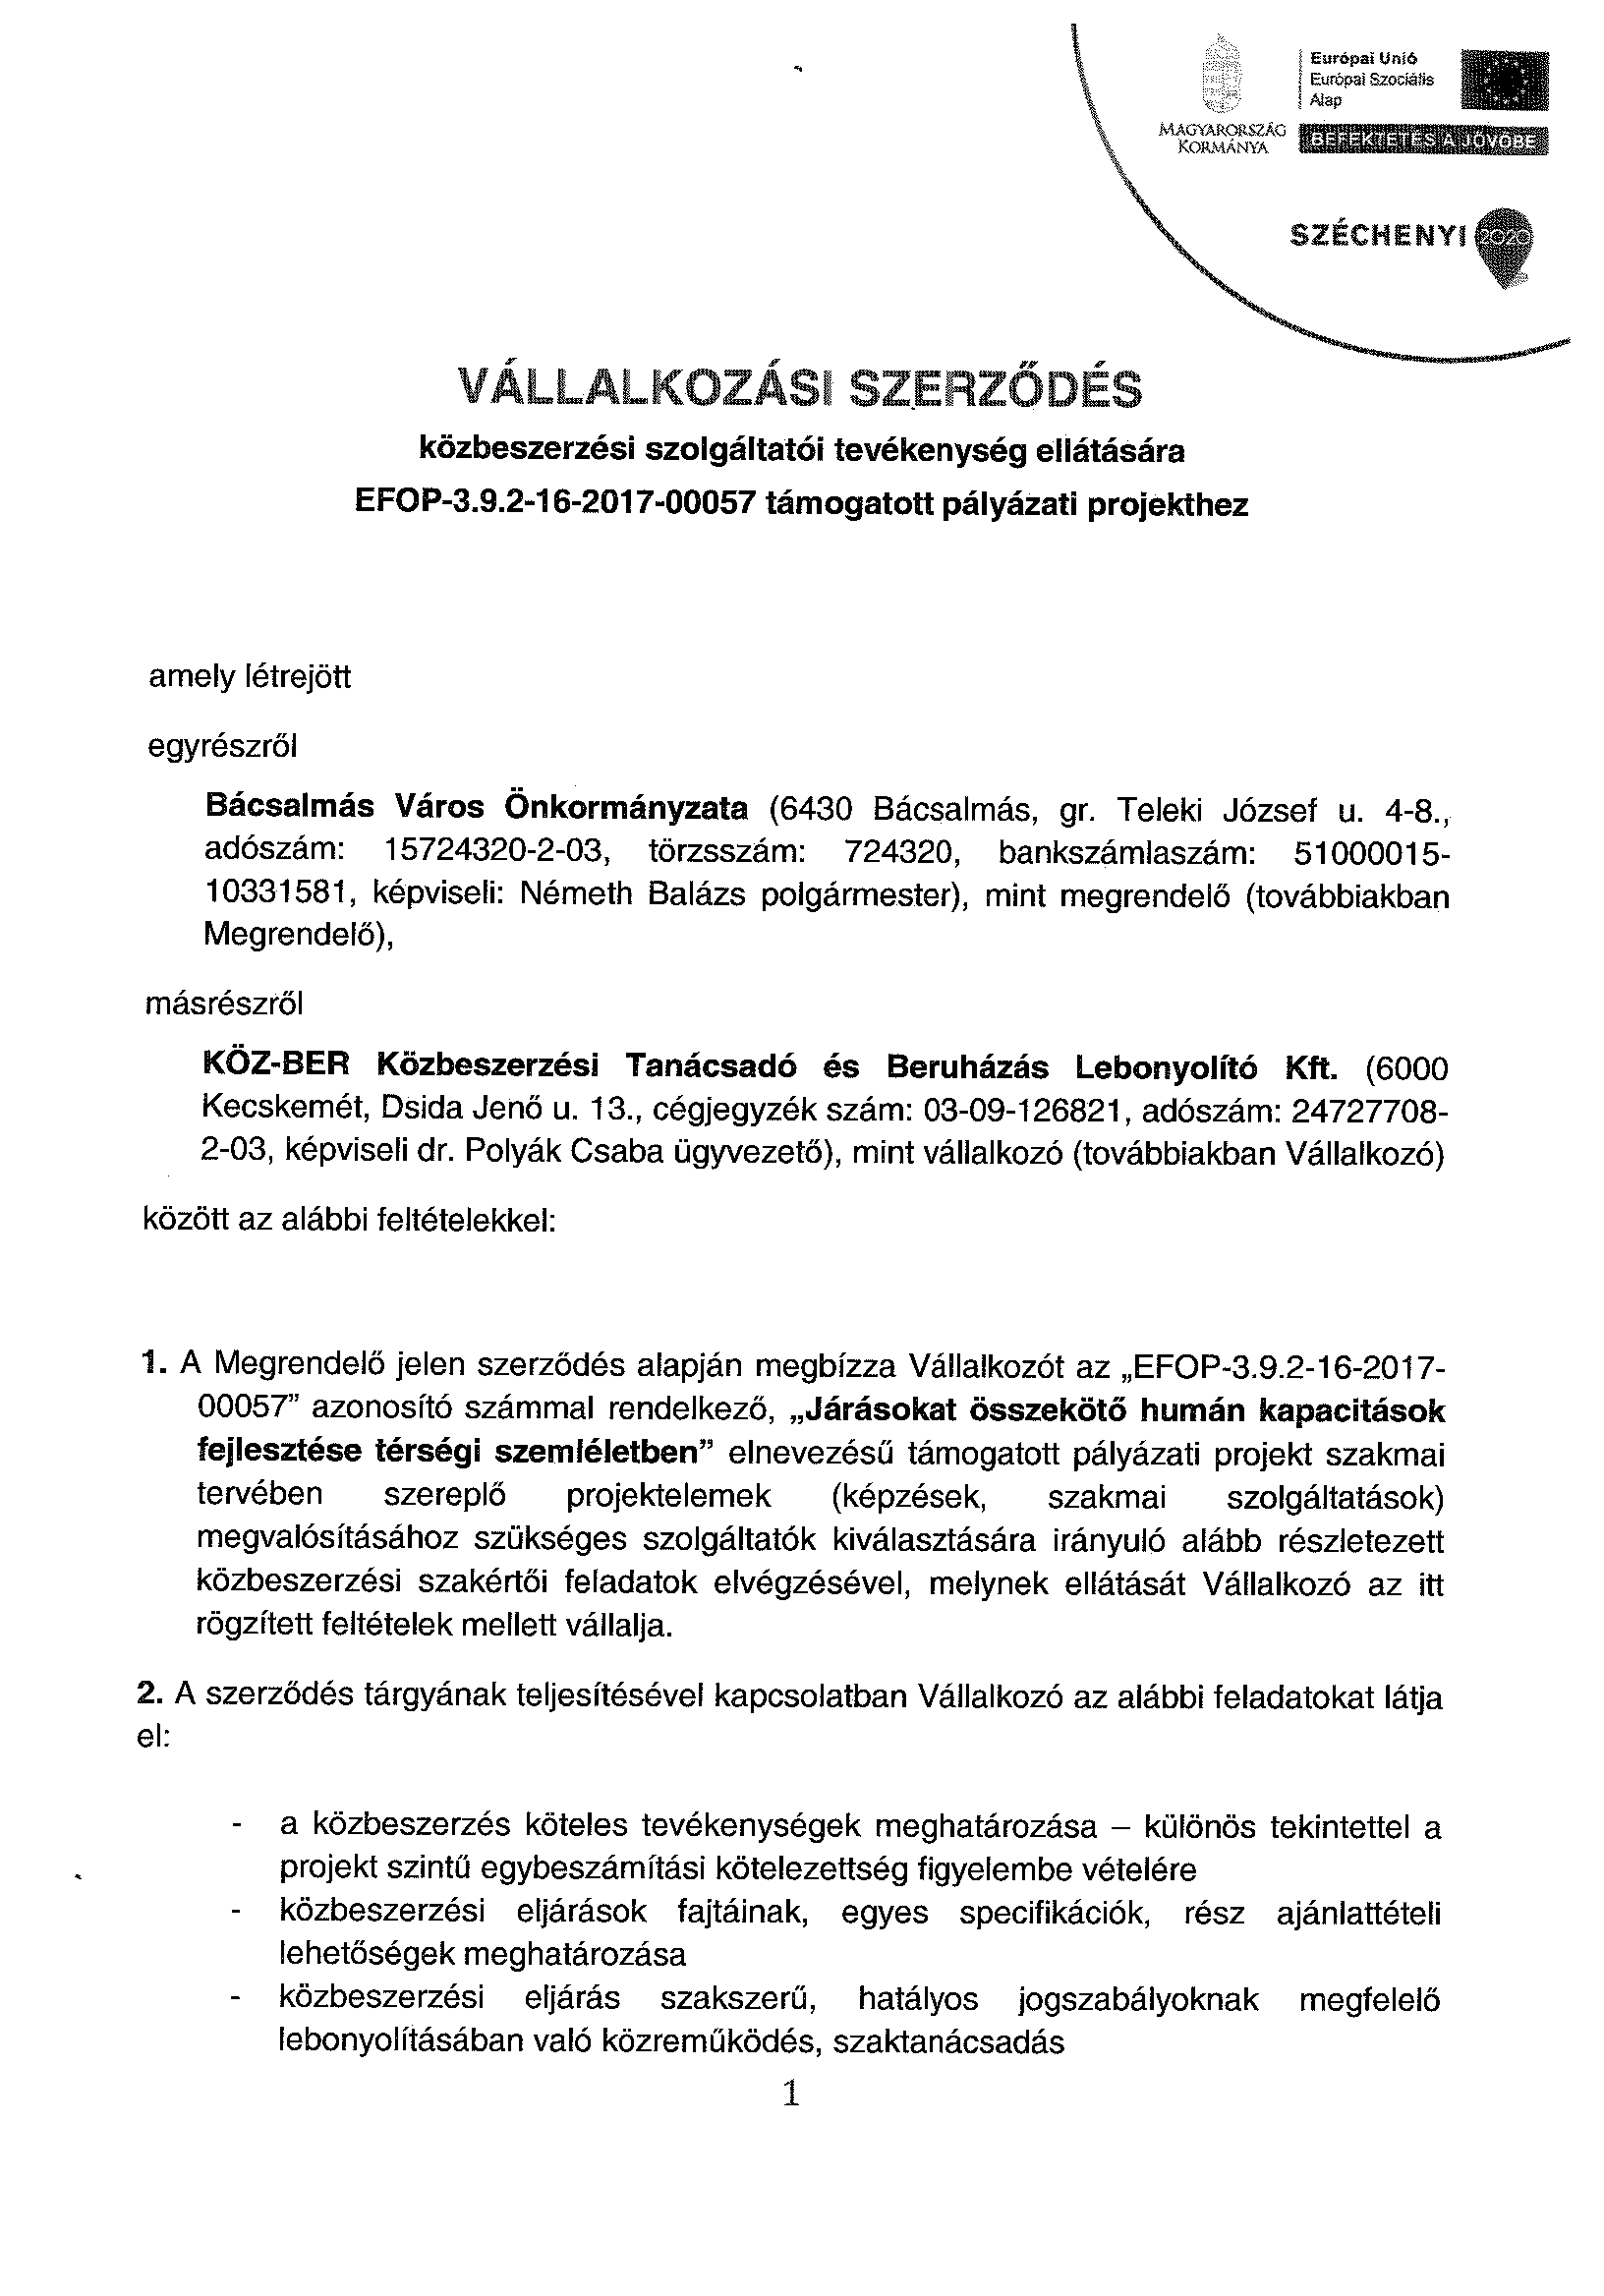 MAGYARORSZÁG
KORMÁNYA
Európai Unió
Európai Szociális
Alap
BEFEKTETÉS A JÖVŐBE
SZÉCHENYI 2020
VÁLLALKOZÁSI SZERZŐDÉS
közbeszerzési szolgáltatói tevékenység ellátására
EFOP-3.9.2-16-2017-00057 támogatott pályázati projekthez
amely létrejött
egyrészről
Bácsalmás Város Önkormányzata (6430 Bácsalmás, gr. Teleki József u. 4-8.,
adószám: 15724320-2-03, törzsszám: 724320, bankszámlaszám: 51000015-
10331581, képviseli: Németh Balázs polgármester), mint megrendelő (továbbiakban
Megrendelő),
másrészről
KÖZ-BER Közbeszerzési Tanácsadó és Beruházás Lebonyolító Kft. (6000
Kecskemét, Dsida Jenő u. 13., cégjegyzék szám: 03-09-126821, adószám: 24727708-
2-03, képviseli dr. Polyák Csaba ügyvezető), mint vállalkozó (továbbiakban Vállalkozó)
között az alábbi feltételekkel:
1. A Megrendelő jelen szerződés alapján megbízza Vállalkozót az „EFOP-3.9.2-16-2017-
00057” azonosító számmal rendelkező, „Járásokat összekötő humán kapacitások
fejlesztése térségi szemléletben” elnevezésű támogatott pályázati projekt szakmai
tervében szereplő projektelemek (képzések, szakmai szolgáltatások)
megvalósításához szükséges szolgáltatók kiválasztására irányuló alább részletezett
közbeszerzési szakértői feladatok elvégzésével, melynek ellátását Vállalkozó az itt
rögzített feltételek mellett vállalja.
2. A szerződés tárgyának teljesítésével kapcsolatban Vállalkozó az alábbi feladatokat látja
el:
- a közbeszerzés köteles tevékenységek meghatározása – különös tekintettel a
projekt szintű egybeszámítási kötelezettség figyelembe vételére
- közbeszerzési eljárások fajtáinak, egyes specifikációk, rész ajánlattételi
lehetőségek meghatározása
- közbeszerzési eljárás szakszerű, hatályos jogszabályoknak megfelelő
lebonyolításában való közreműködés, szaktanácsadás
1